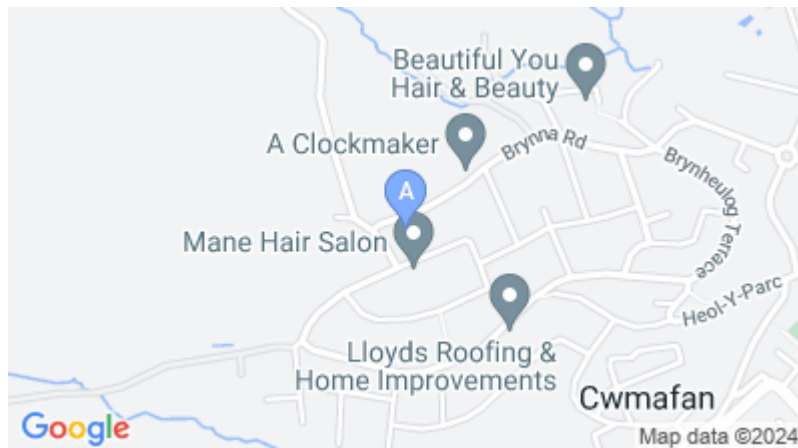 Beautiful You
Hair & Beauty
A Clockmaker
Brynna Rd
A
Brynheulog Terrace
Mane Hair Salon
Heol-Y-Parc
Lloyds Roofing &
Home Improvements
Cwmafan
Google
Map data ©2024